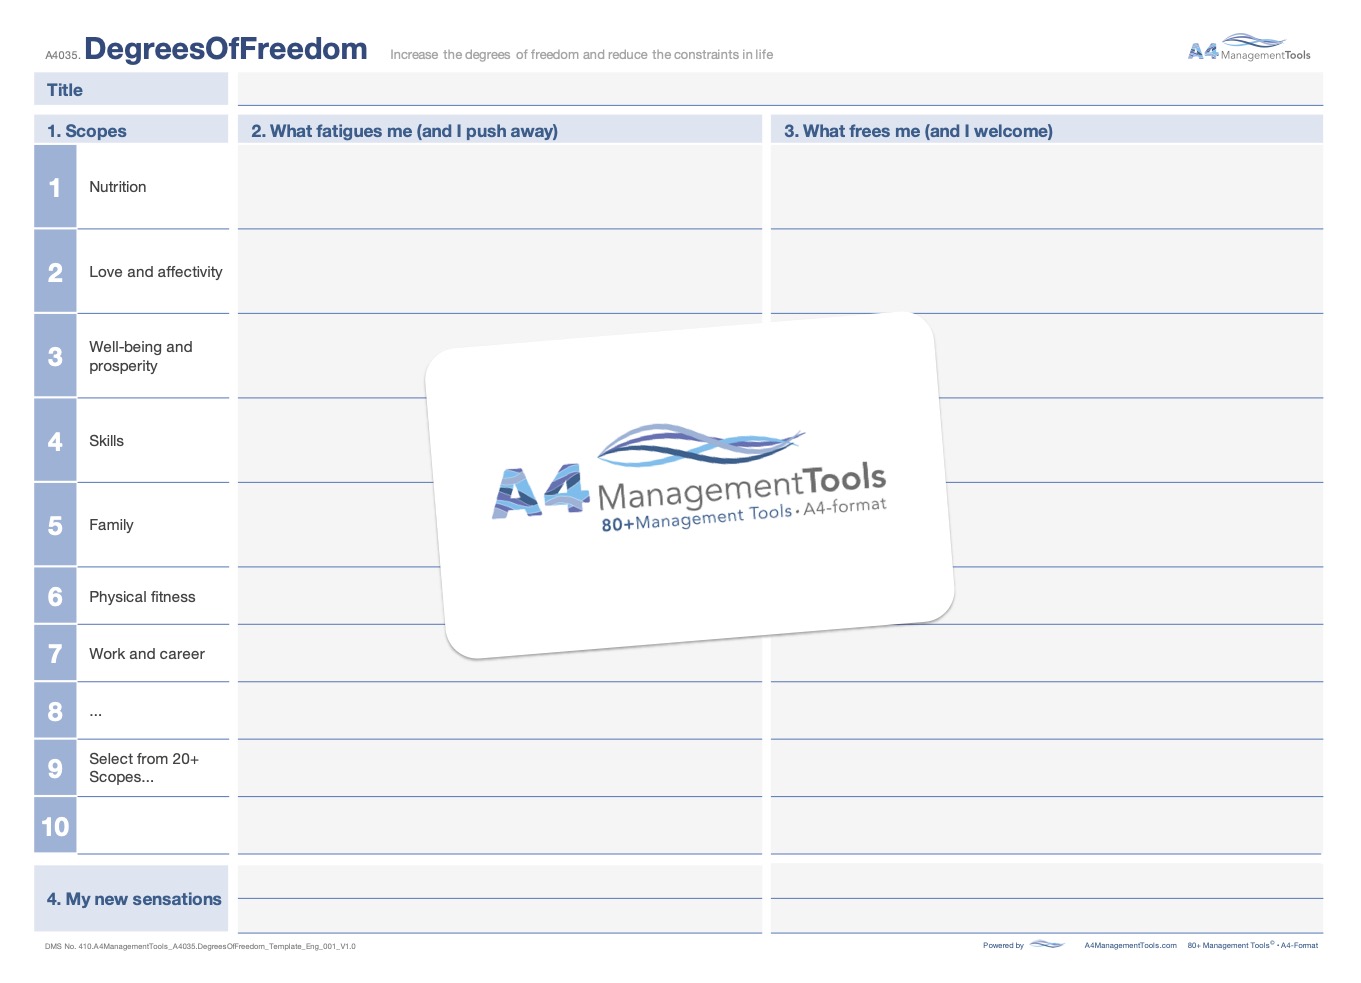 A4035. DegreesOfFreedom Increase the degrees of freedom and reduce the constraints in life
A4 ManagementTools
Title
1. Scopes
2. What fatigues me (and I push away)
3. What frees me (and I welcome)
1 Nutrition
2 Love and affectivity
3 Well-being and
prosperity
4 Skills
5 Family
6 Physical fitness
7 Work and career
8 ...
9 Select from 20+
Scopes...
10
A4 ManagementTools
80+Management Tools • A4-format
4. My new sensations
DMS No. 410.A4ManagementTools_A4035.DegreesOfFreedom_Template_Eng_001_V1.0
Powered by A4ManagementTools.com 80+ Management Tools© • A4-Format